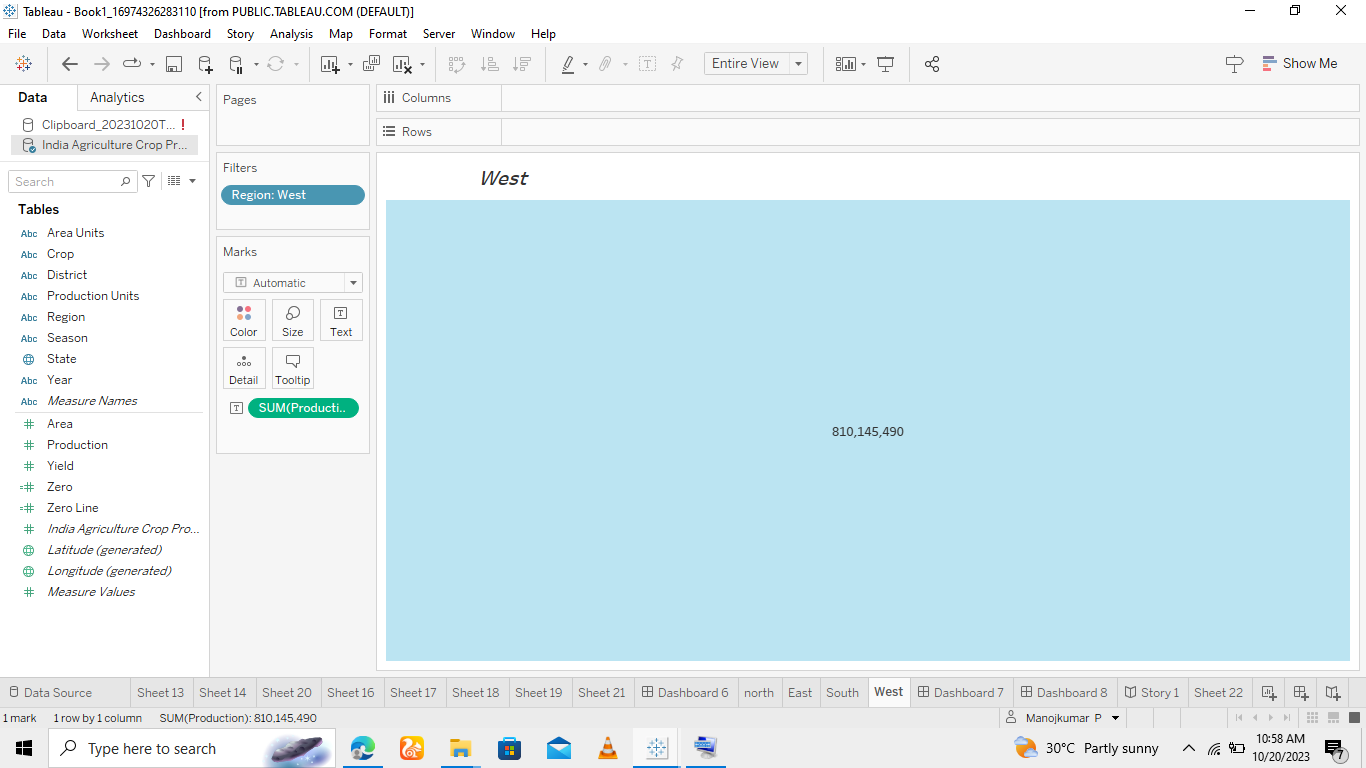 Tableau - Book1_16974326283110 [from PUBLIC.TABLEAU.COM (DEFAULT)]
File Data Worksheet Dashboard Story Analysis Map Format Server Window Help
Entire View
Show Me
Data Analytics
Clipboard_20231020T... !
India Agriculture Crop Pr...
Search
Tables
Abc Area Units
Abc Crop
Abc District
Abc Production Units
Abc Region
Abc Season
State
Abc Year
Abc Measure Names
# Area
# Production
# Yield
=# Zero
=# Zero Line
# India Agriculture Crop Pro...
Latitude (generated)
Longitude (generated)
# Measure Values
Pages
Filters
Region: West
Marks
T Automatic
Color Size Text
Detail Tooltip
T SUM(Producti..
Columns
Rows
West
810,145,490
Data Source Sheet 13 Sheet 14 Sheet 20 Sheet 16 Sheet 17 Sheet 18 Sheet 19 Sheet 21 Dashboard 6 north East South West Dashboard 7 Dashboard 8 Story 1 Sheet 22
1 mark 1 row by 1 column SUM(Production): 810,145,490 Manojkumar P
Type here to search
30°C Partly sunny
10:58 AM
10/20/2023
7